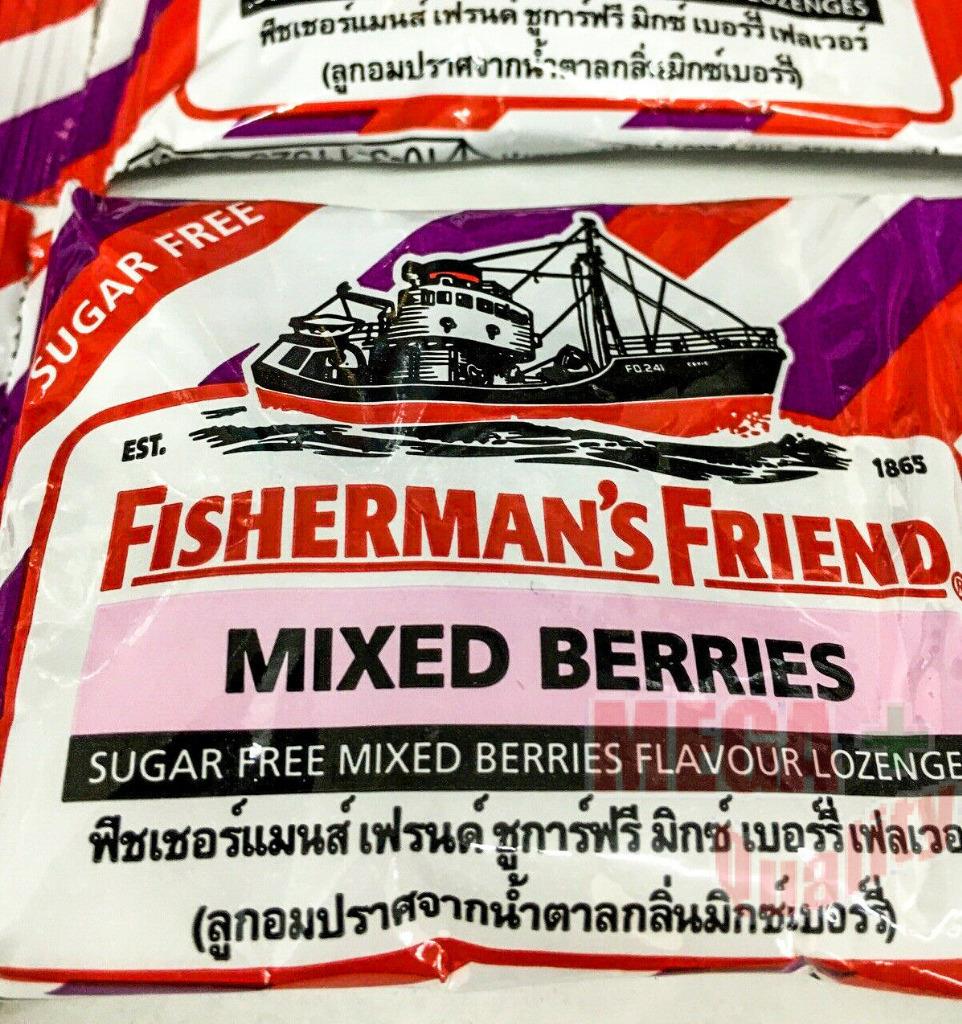 LOZENGES
ฟิชเชอร์แมนส์ เฟรนด์ ชูการ์ฟรี มิกซ์ เบอร์รี่ เฟลเวอร์
(ลูกอมปราศจากน้ำตาลกลิ่นมิกซ์เบอร์รี่)
SUGAR FREE
FD241
EST.
1865
FISHERMAN'S FRIEND
®
MIXED BERRIES
MEGA +
SUGAR FREE MIXED BERRIES FLAVOUR LOZENGE
Quality
ฟิชเชอร์แมนส์ เฟรนด์ ชูการ์ฟรี มิกซ์ เบอร์รี่ เฟลเวอ
(ลูกอมปราศจากน้ำตาลกลิ่นมิกซ์เบอร์รี่)